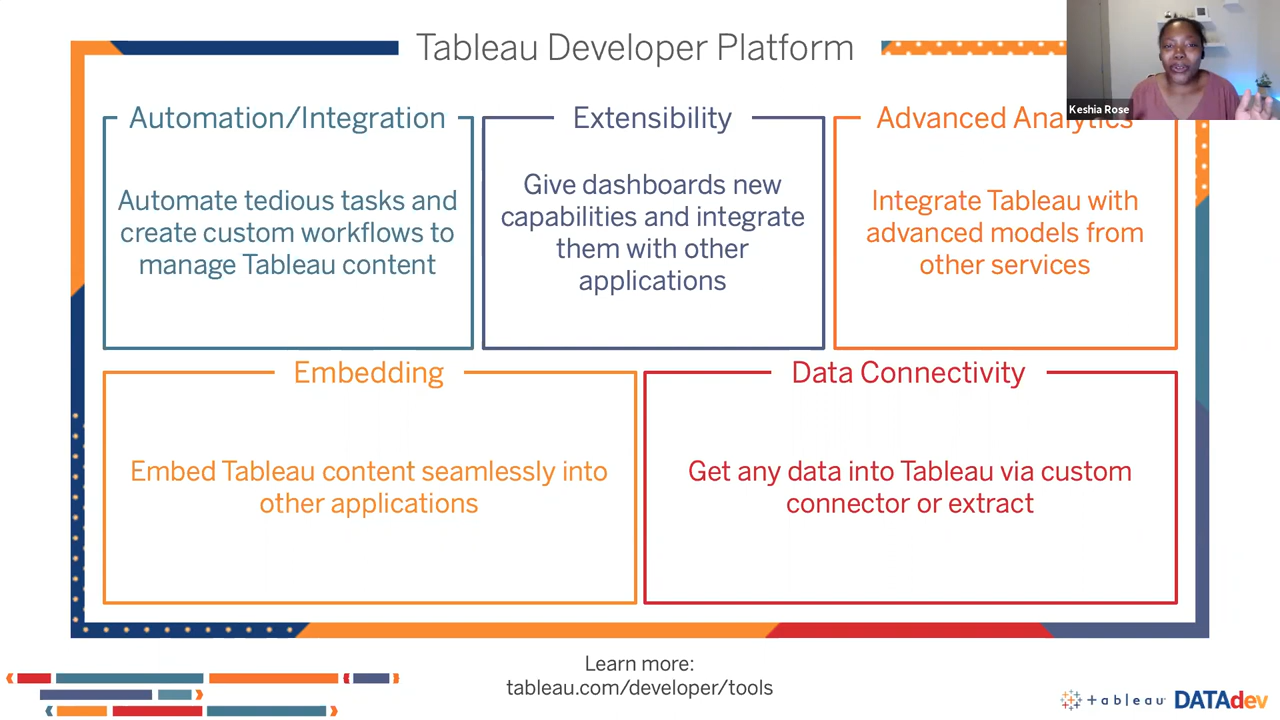 Tableau Developer Platform
Keshia Rose
Automation/Integration
Automate tedious tasks and
create custom workflows to
manage Tableau content
Extensibility
Give dashboards new
capabilities and integrate
them with other
applications
Advanced Analytics
Integrate Tableau with
advanced models from
other services
Embedding
Embed Tableau content seamlessly into
other applications
Data Connectivity
Get any data into Tableau via custom
connector or extract
Learn more:
tableau.com/developer/tools
tableau DATAdev